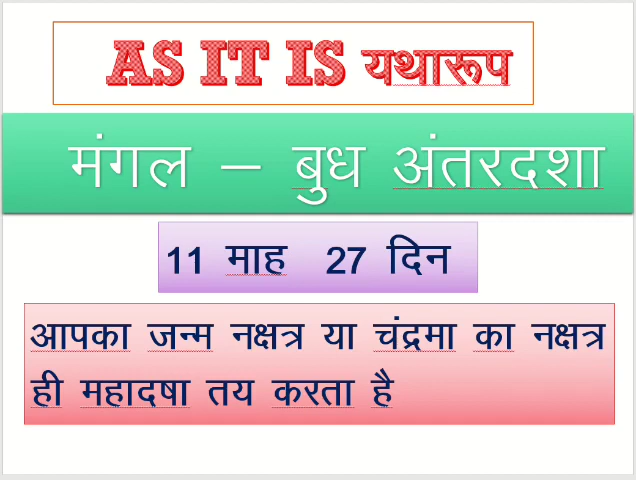 AS IT IS यथारूप
मंगल – बुध अंतरदशा
11 माह 27 दिन
आपका जन्म नक्षत्र या चंद्रमा का नक्षत्र
ही महादषा तय करता है